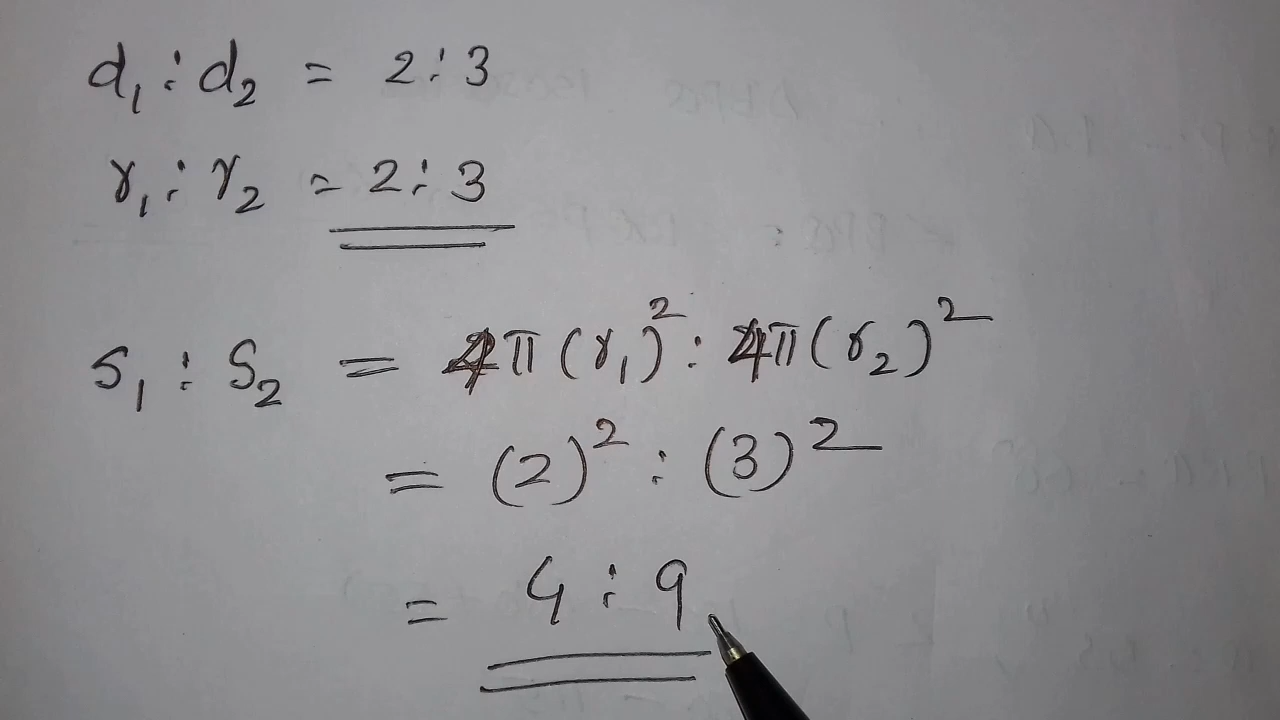 d₁ : d₂ = 2 : 3
r₁ : r₂ = 2 : 3
S₁ : S₂ = 4π(r₁)² : 4π(r₂)²
= (2)² : (3)²
= 4 : 9